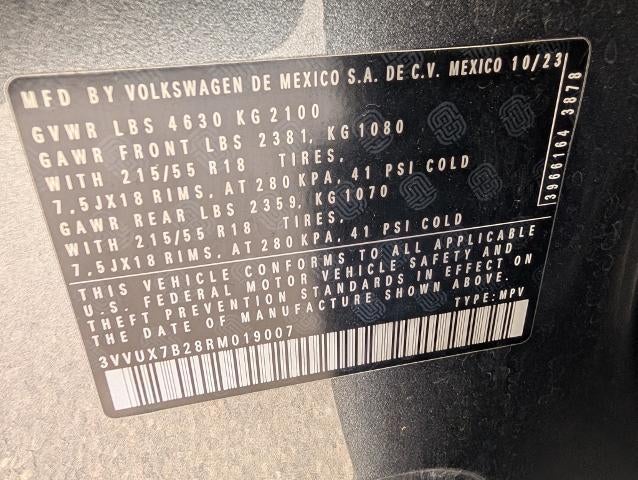 MFD BY VOLKSWAGEN DE MEXICO S.A. DE C.V. MEXICO 10/23
GVWR LBS 4630 KG 2100
GAWR FRONT LBS 2381, KG 1080
WITH 215/55 R18 TIRES,
7,5JX18 RIMS, AT 280 KPA, 41 PSI COLD
GAWR REAR LBS 2359, KG 1070
WITH 215/55 R18 TIRES,
7,5JX18 RIMS, AT 280 KPA, 41 PSI COLD
THIS VEHICLE CONFORMS TO ALL APPLICABLE
U.S. FEDERAL MOTOR VEHICLE SAFETY AND
THEFT PREVENTION STANDARDS IN EFFECT ON
THE DATE OF MANUFACTURE SHOWN ABOVE.
3VVUX7B28RM019007 TYPE: MPV
3966164 3878